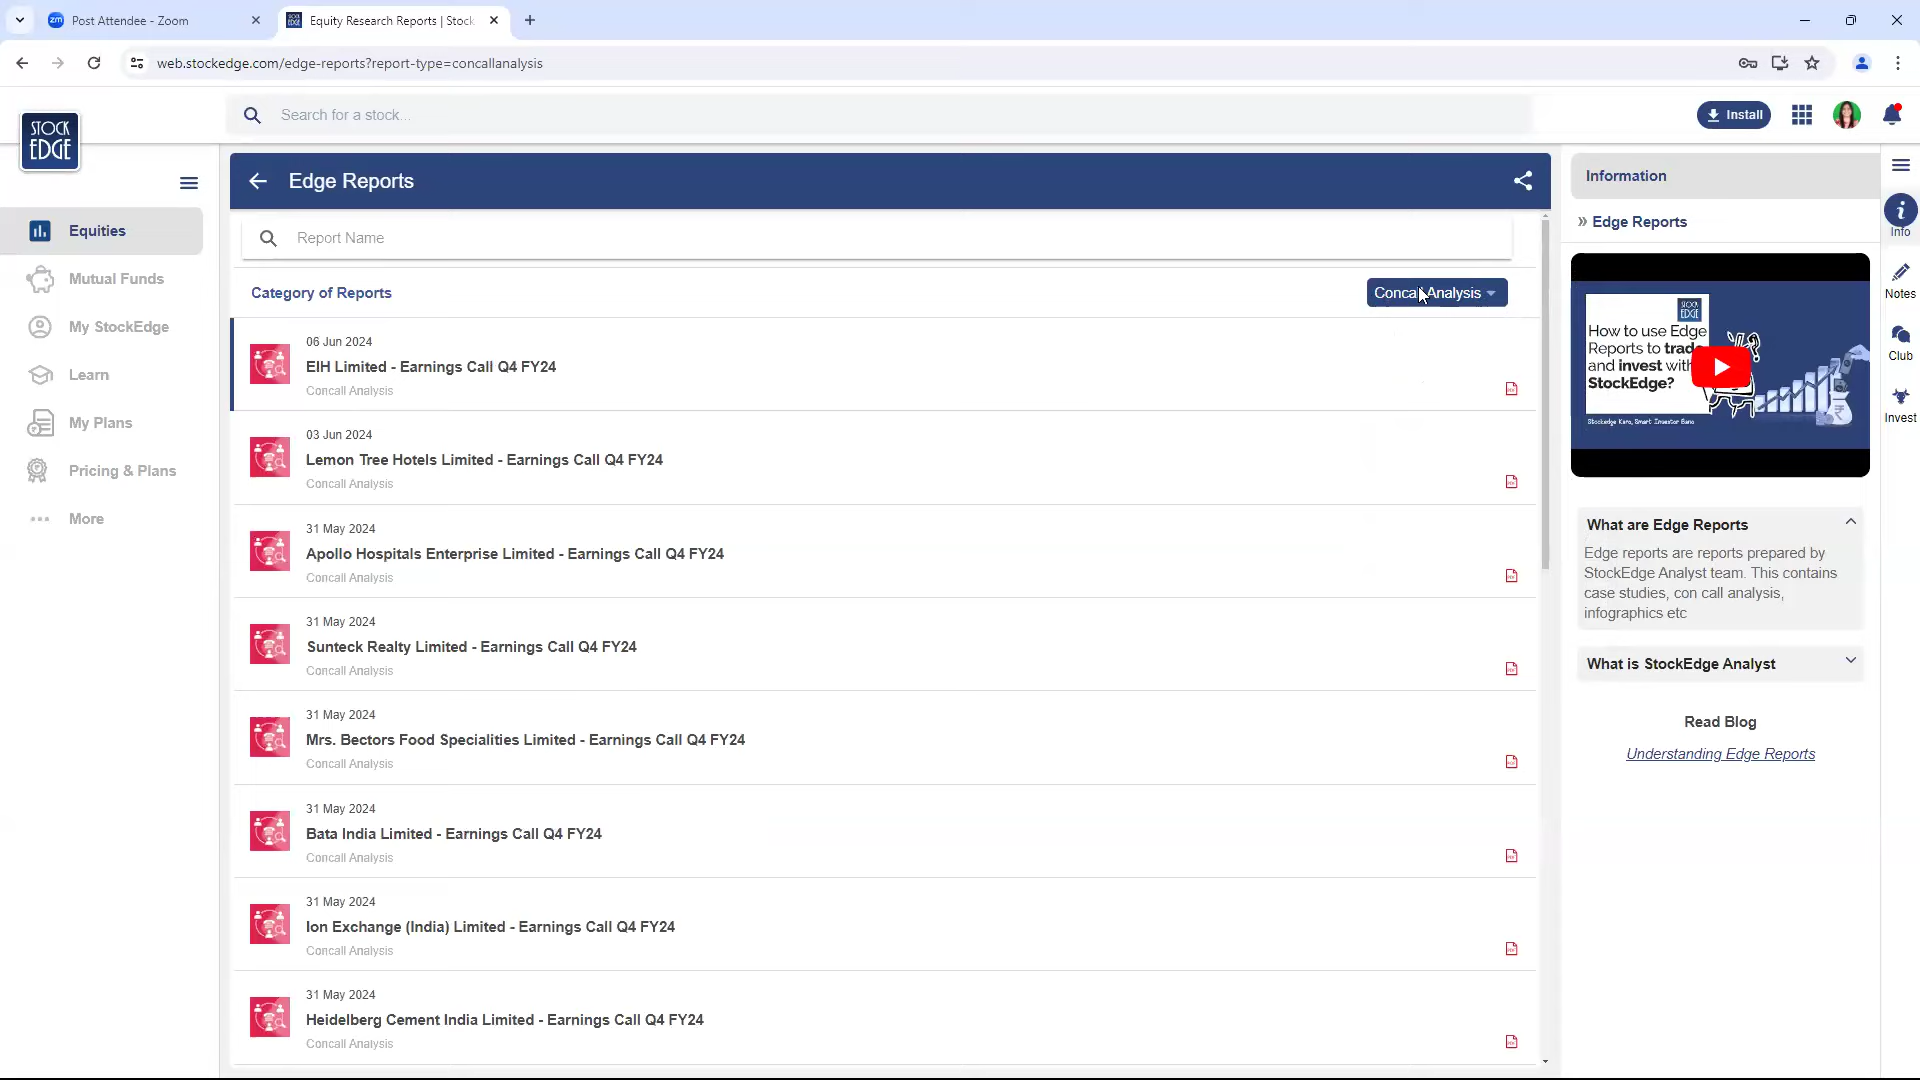 zm Post Attendee - Zoom
Equity Research Reports | Stock
web.stockedge.com/edge-reports?report-type=concallanalysis
STOCK
EDGE
Search for a stock...
Install
Equities
Mutual Funds
My StockEdge
Learn
My Plans
Pricing & Plans
More
Edge Reports
Report Name
Category of Reports
Concall Analysis
06 Jun 2024
EIH Limited - Earnings Call Q4 FY24
Concall Analysis
03 Jun 2024
Lemon Tree Hotels Limited - Earnings Call Q4 FY24
Concall Analysis
31 May 2024
Apollo Hospitals Enterprise Limited - Earnings Call Q4 FY24
Concall Analysis
31 May 2024
Sunteck Realty Limited - Earnings Call Q4 FY24
Concall Analysis
31 May 2024
Mrs. Bectors Food Specialities Limited - Earnings Call Q4 FY24
Concall Analysis
31 May 2024
Bata India Limited - Earnings Call Q4 FY24
Concall Analysis
31 May 2024
Ion Exchange (India) Limited - Earnings Call Q4 FY24
Concall Analysis
31 May 2024
Heidelberg Cement India Limited - Earnings Call Q4 FY24
Concall Analysis
Information
» Edge Reports
STOCK
EDGE
How to use Edge
Reports to trade
and invest with
StockEdge?
Stockedge Karo, Smart Investor Bano
What are Edge Reports
Edge reports are reports prepared by
StockEdge Analyst team. This contains
case studies, con call analysis,
infographics etc
What is StockEdge Analyst
Read Blog
Understanding Edge Reports
Info
Notes
Club
Invest